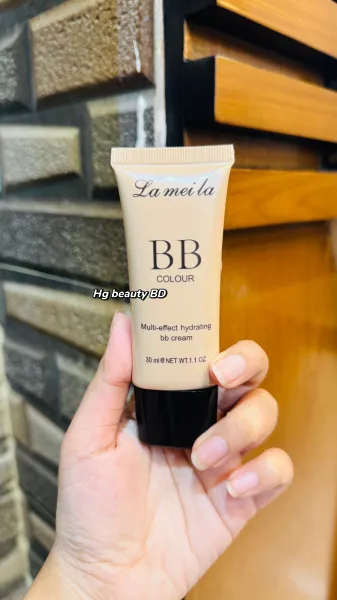 La mei la
BB
COLOUR
Hg beauty BD
Multi-effect hydrating
bb cream
30 ml e NET WT.1.1 OZ.